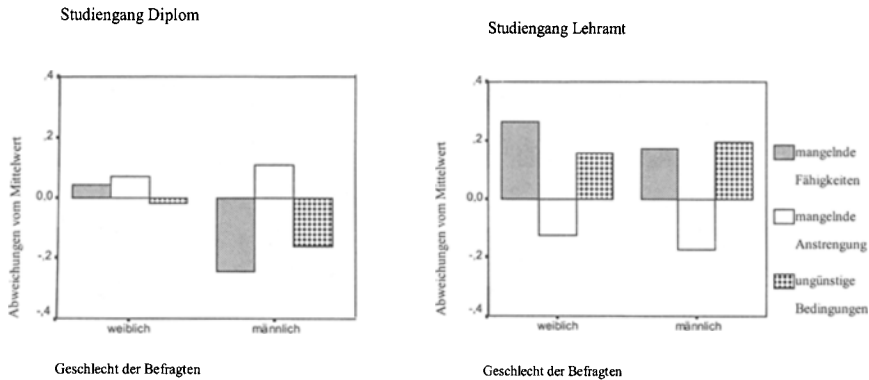 Studiengang Diplom
Abweichungen vom Mittelwert
,4
,2
0,0
-,2
-,4
weiblich
männlich
Geschlecht der Befragten
Studiengang Lehramt
Abweichungen vom Mittelwert
,4
,2
0,0
-,2
-,4
weiblich
männlich
Geschlecht der Befragten
mangelnde
Fähigkeiten
mangelnde
Anstrengung
ungünstige
Bedingungen